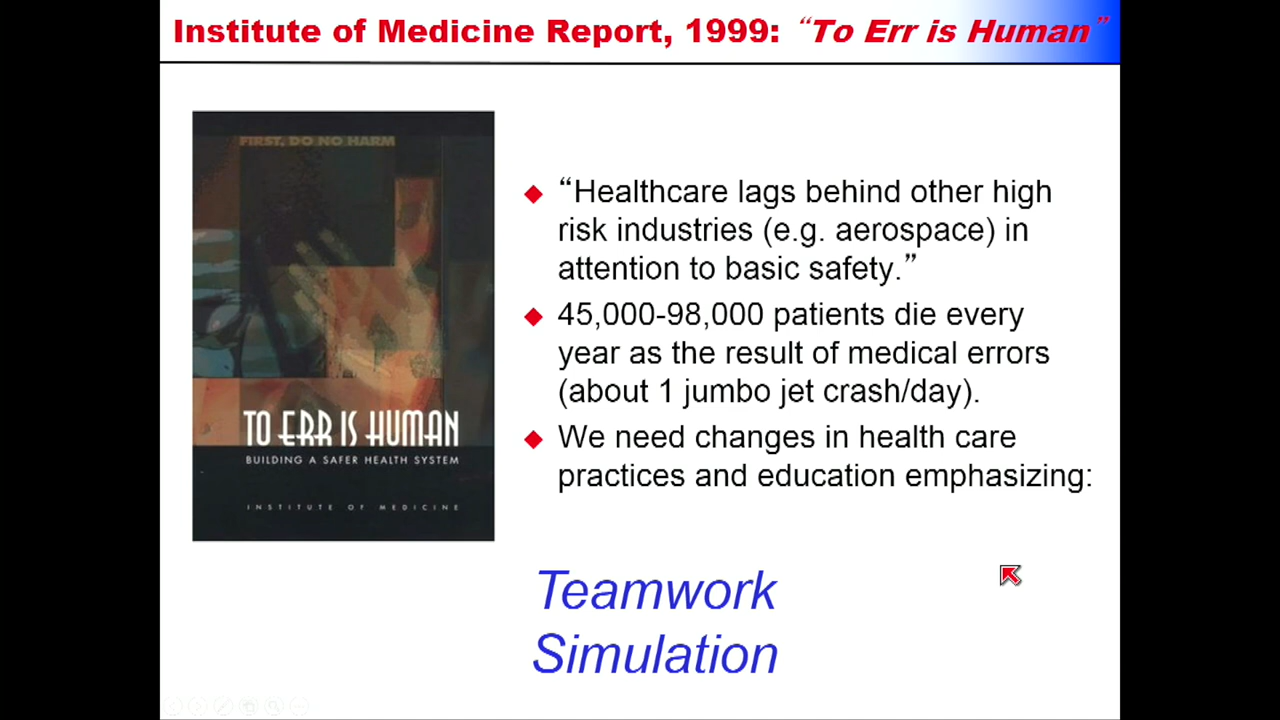 Institute of Medicine Report, 1999: “To Err is Human”
FIRST, DO NO HARM
TO ERR IS HUMAN
BUILDING A SAFER HEALTH SYSTEM
INSTITUTE OF MEDICINE
“Healthcare lags behind other high
risk industries (e.g. aerospace) in
attention to basic safety.”
45,000-98,000 patients die every
year as the result of medical errors
(about 1 jumbo jet crash/day).
We need changes in health care
practices and education emphasizing:
Teamwork
Simulation